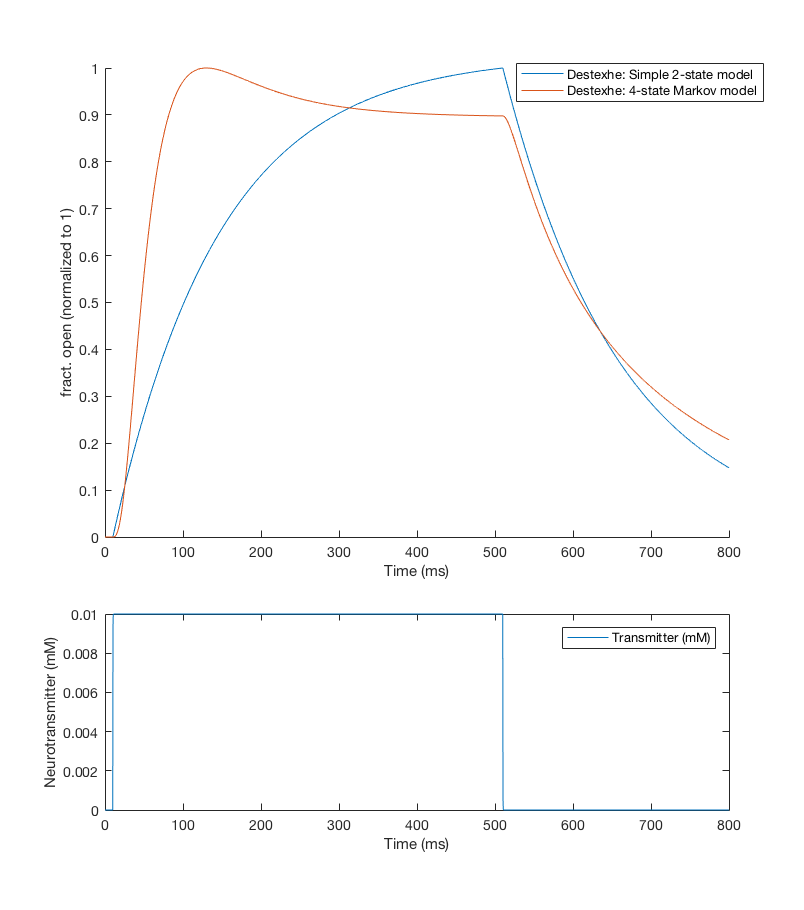 1
0.9
0.8
0.7
0.6
0.5
0.4
0.3
0.2
0.1
0
fract. open (normalized to 1)
Destexhe: Simple 2-state model
Destexhe: 4-state Markov model
0 100 200 300 400 500 600 700 800
Time (ms)
0.01
0.008
0.006
0.004
0.002
0
Neurotransmitter (mM)
Transmitter (mM)
0 100 200 300 400 500 600 700 800
Time (ms)